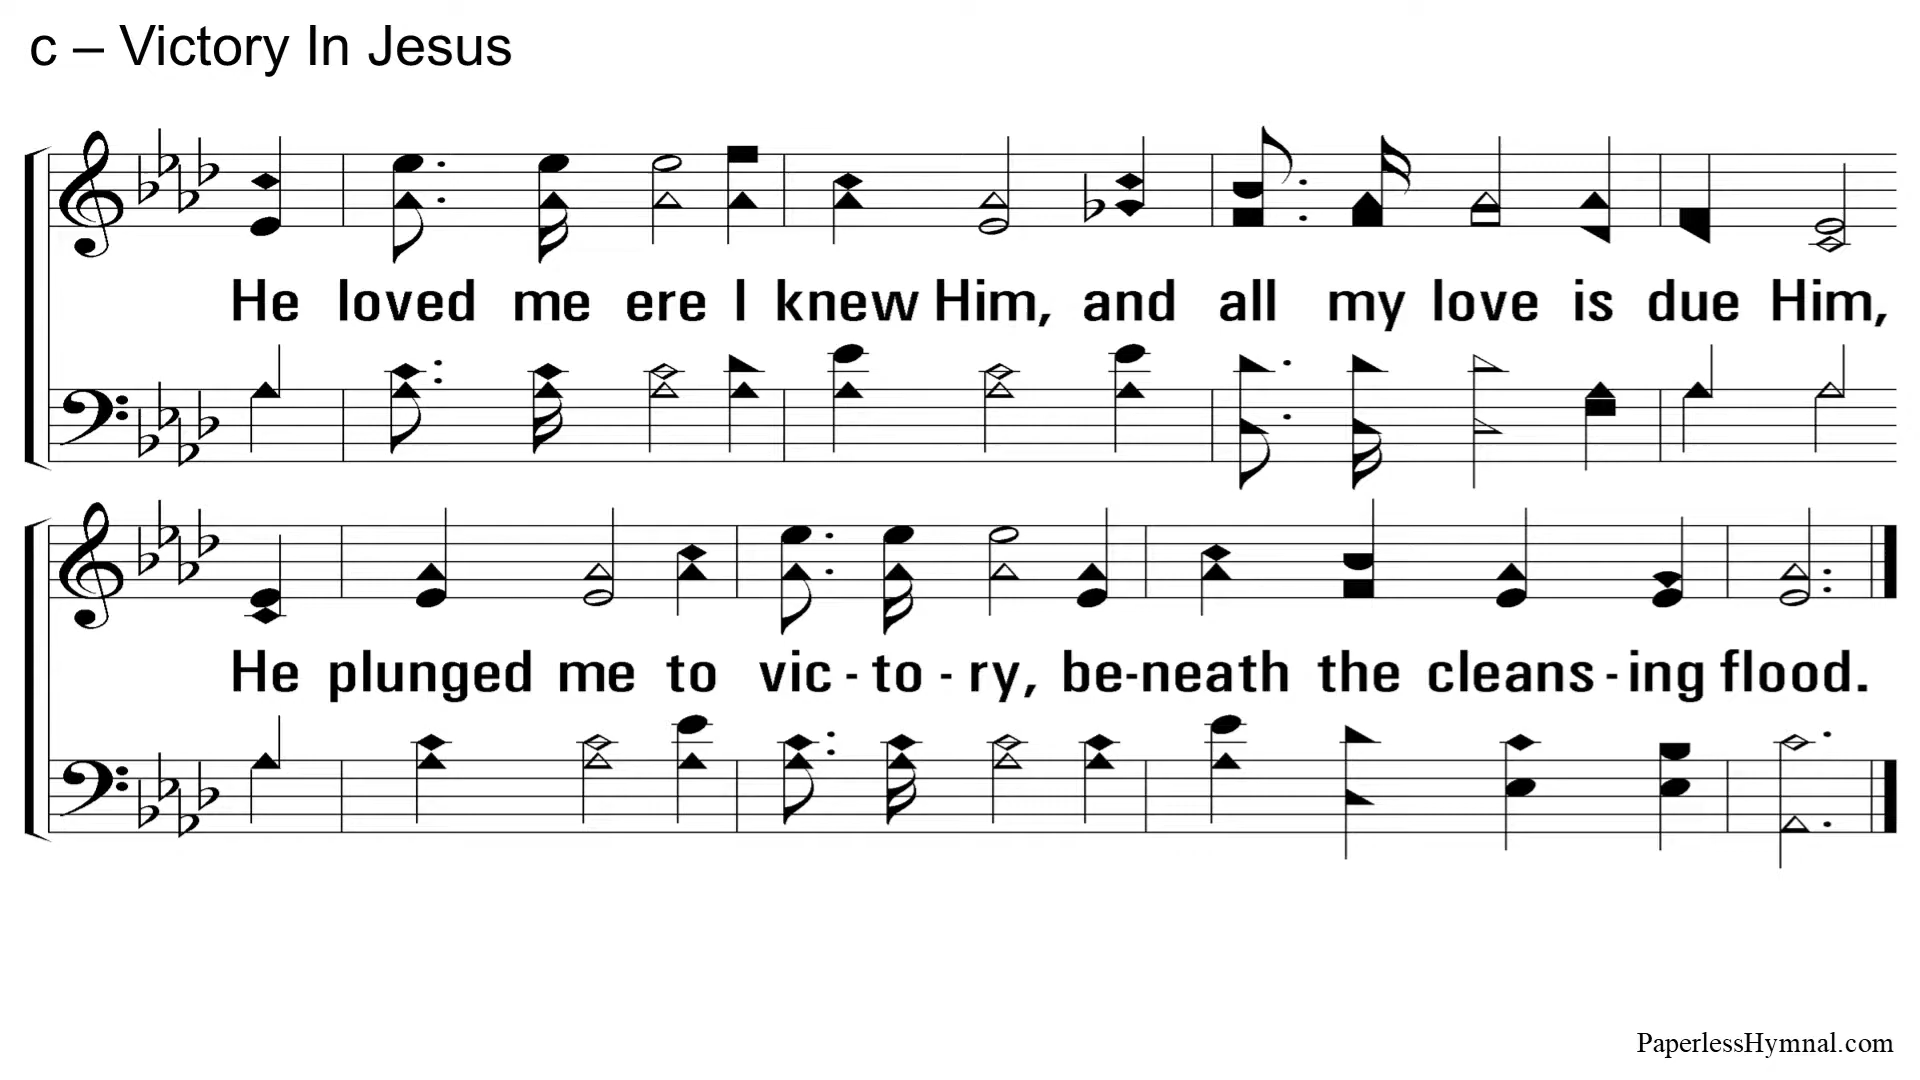 c – Victory In Jesus
He loved me ere I knew Him, and all my love is due Him,
He plunged me to vic - to - ry, be-neath the cleans - ing flood.
PaperlessHymnal.com